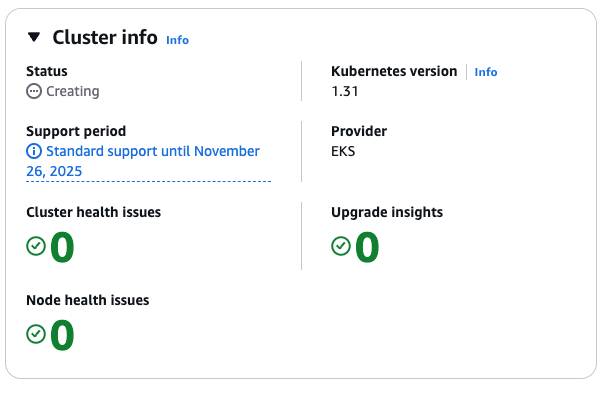 Cluster info Info
Status
Creating
Kubernetes version Info
1.31
Support period
Standard support until November
26, 2025
Provider
EKS
Cluster health issues
0
Upgrade insights
0
Node health issues
0